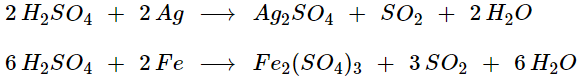 2 H₂SO₄ + 2 Ag ⟶ Ag₂SO₄ + SO₂ + 2 H₂O
6 H₂SO₄ + 2 Fe ⟶ Fe₂(SO₄)₃ + 3 SO₂ + 6 H₂O